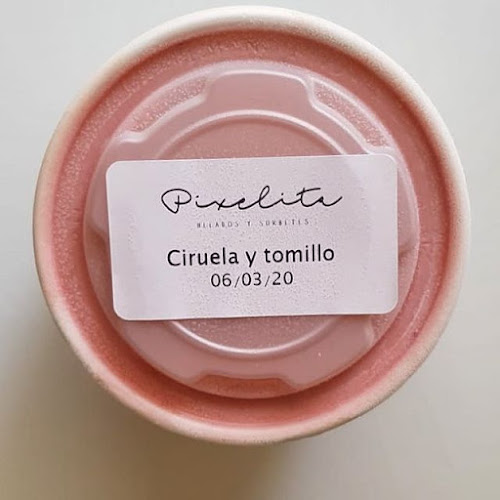 Pixelita
HELADOS Y SORBETES
Ciruela y tomillo
06/03/20